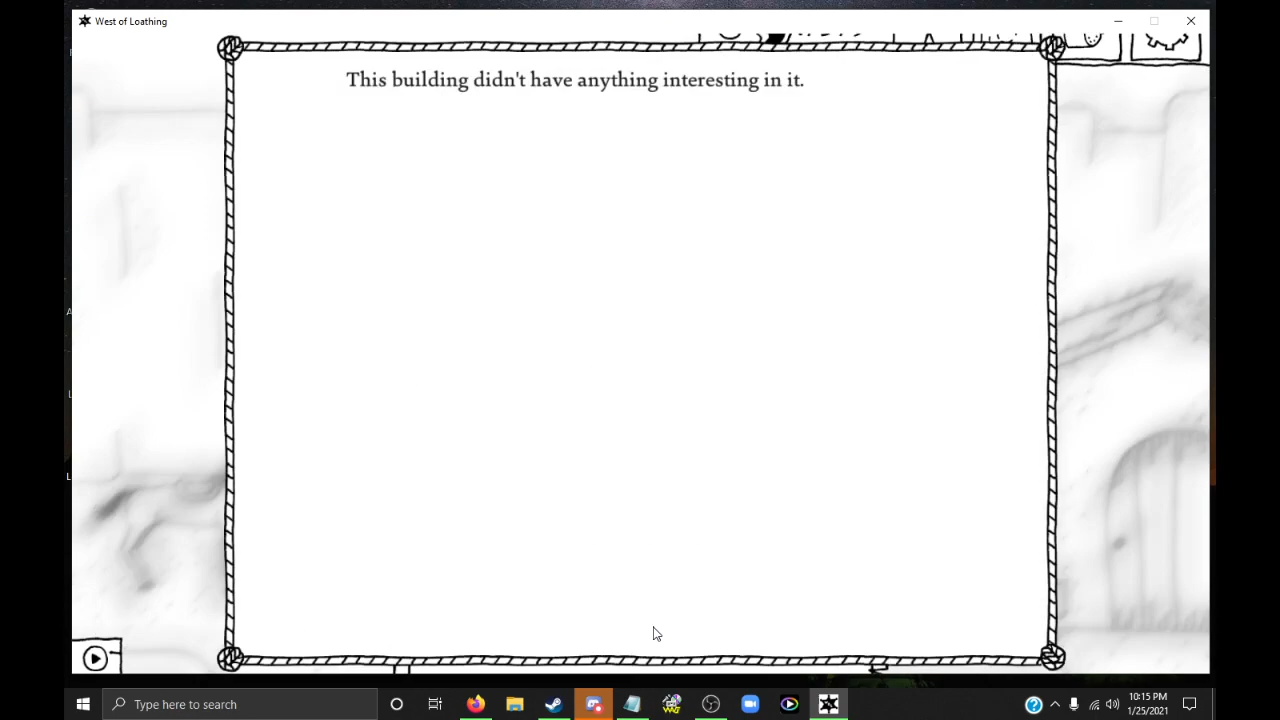 West of Loathing
This building didn't have anything interesting in it.
A
L
L
Type here to search
10:15 PM
1/25/2021